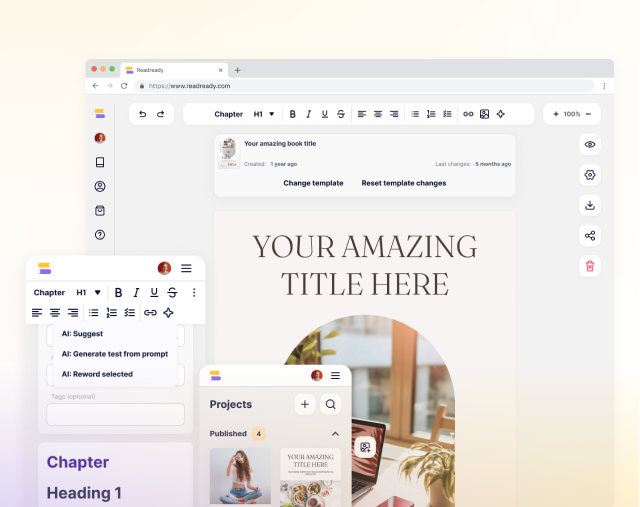 Readready
https://www.readready.com
Chapter H1 B I U S 100%
Your amazing book title
Created: 1 year ago Last changes: 5 months ago
Change template Reset template changes
YOUR AMAZING
TITLE HERE
Chapter H1 B I U S
AI: Suggest
AI: Generate test from prompt
AI: Reword selected
Tags (optional)
Chapter
Heading 1
Projects
Published 4
YOUR AMAZING
TITLE HERE